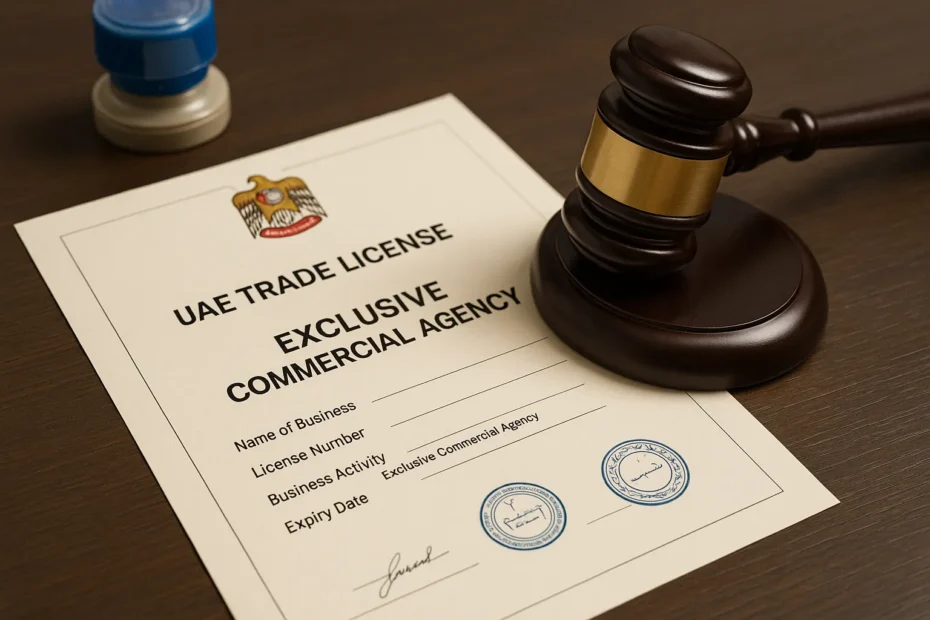 UAE TRADE LICENSE
EXCLUSIVE
COMMERCIAL AGENCY
Name of Business
License Number
Business Activity Exclusive Commercial Agency
Expiry Date